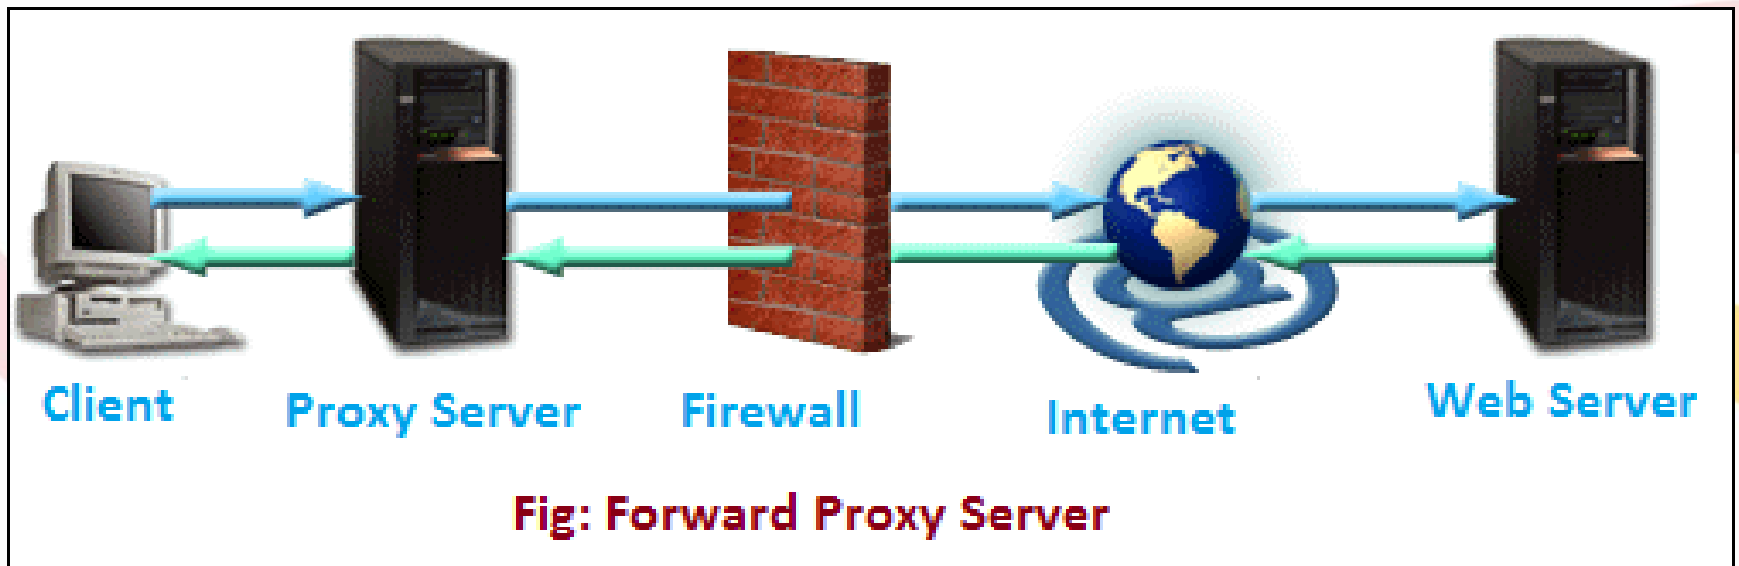 Client
Proxy Server
Firewall
Internet
Web Server
Fig: Forward Proxy Server